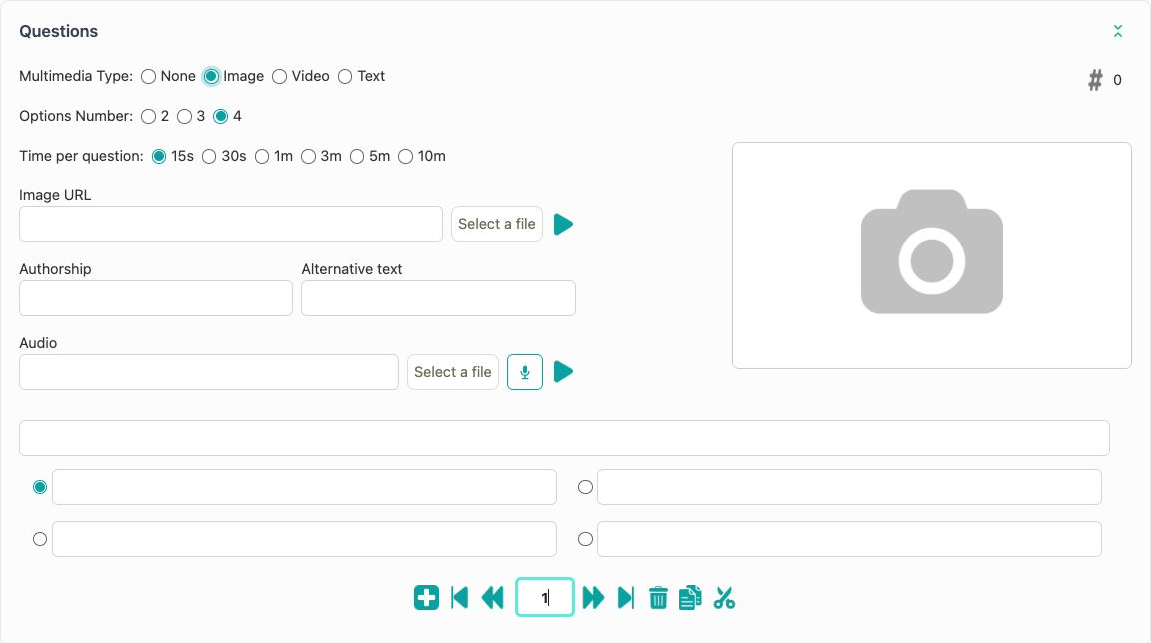 Questions
Multimedia Type: None Image Video Text
# 0
Options Number: 2 3 4
Time per question: 15s 30s 1m 3m 5m 10m
Image URL
Select a file
Authorship Alternative text
Audio
Select a file
1